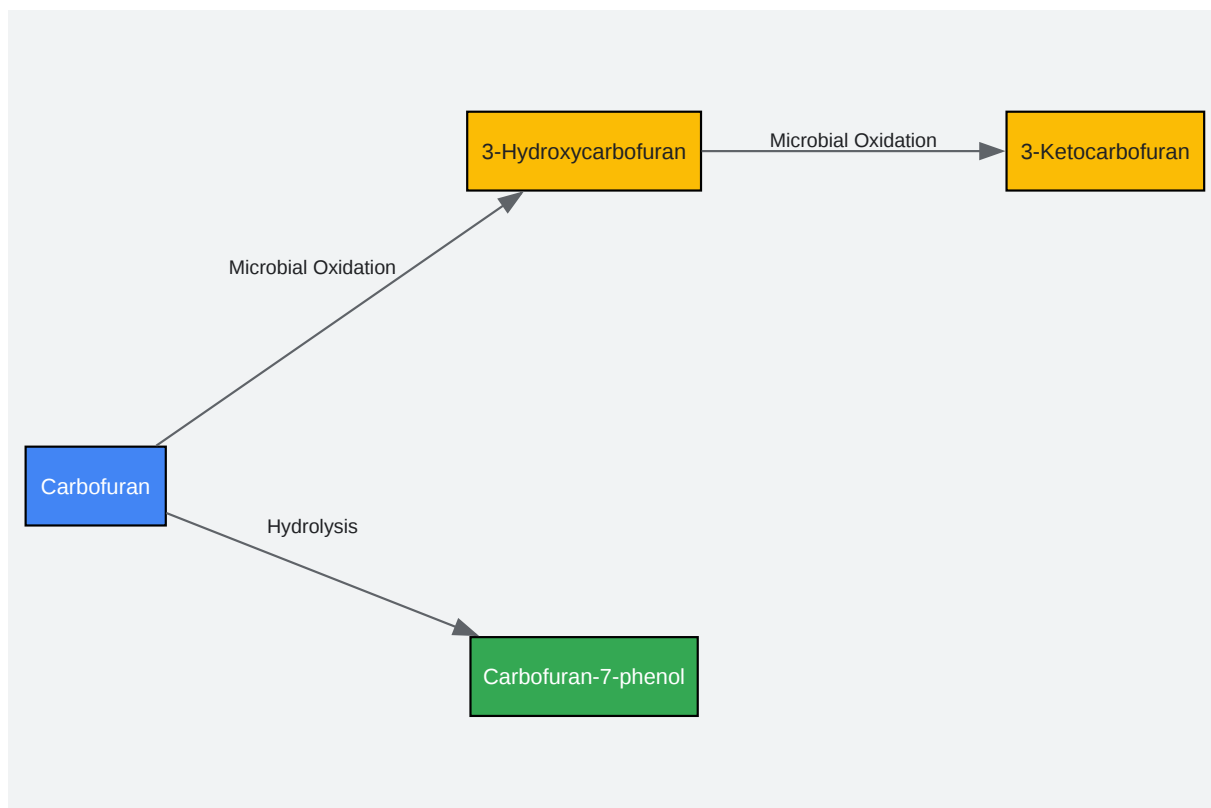 3-Hydroxycarbofuran
Microbial Oxidation
3-Ketocarbofuran
Microbial Oxidation
Carbofuran
Hydrolysis
Carbofuran-7-phenol